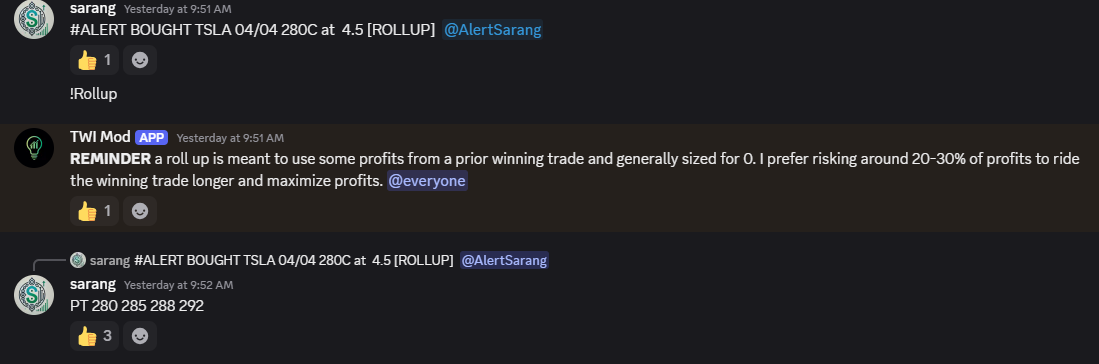 sarang Yesterday at 9:51 AM
#ALERT BOUGHT TSLA 04/04 280C at 4.5 [ROLLUP] @AlertSarang
👍 1
!Rollup
TWI Mod APP Yesterday at 9:51 AM
REMINDER a roll up is meant to use some profits from a prior winning trade and generally sized for 0. I prefer risking around 20-30% of profits to ride
the winning trade longer and maximize profits. @everyone
👍 1
sarang #ALERT BOUGHT TSLA 04/04 280C at 4.5 [ROLLUP] @AlertSarang
sarang Yesterday at 9:52 AM
PT 280 285 288 292
👍 3